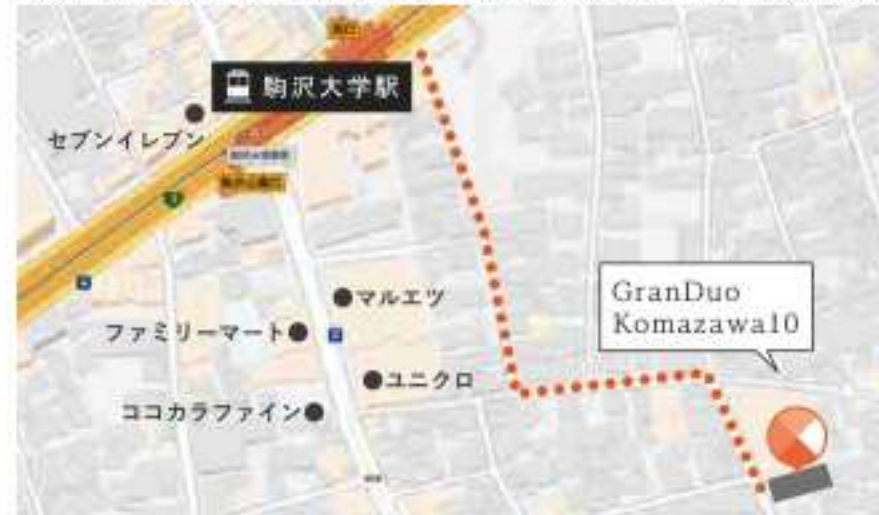 駒沢大学駅
セブンイレブン
マルエツ
ファミリーマート
ユニクロ
ココカラファイン
GranDuo
Komazawa10